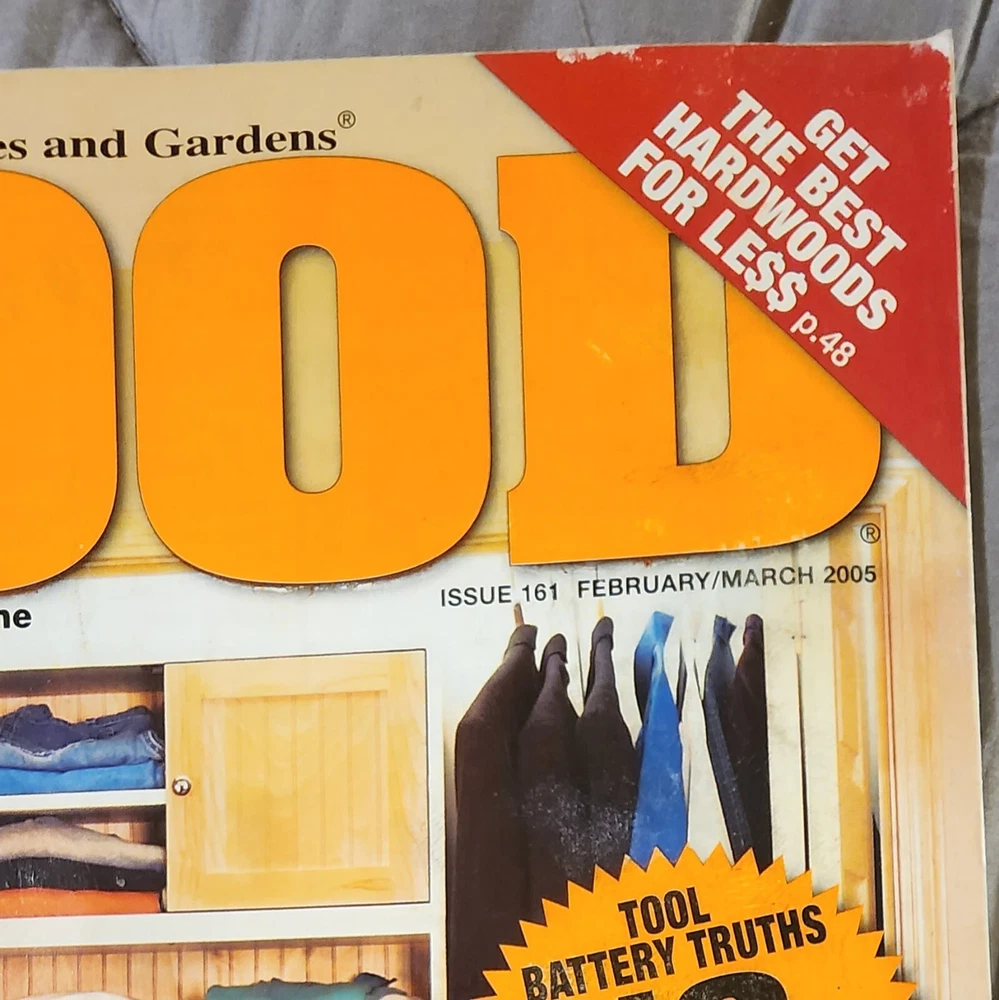 es and Gardens®
OOD®
GET
THE BEST
HARDWOODS
FOR LE$$ p.48
ISSUE 161 FEBRUARY/MARCH 2005
ne
TOOL
BATTERY TRUTHS